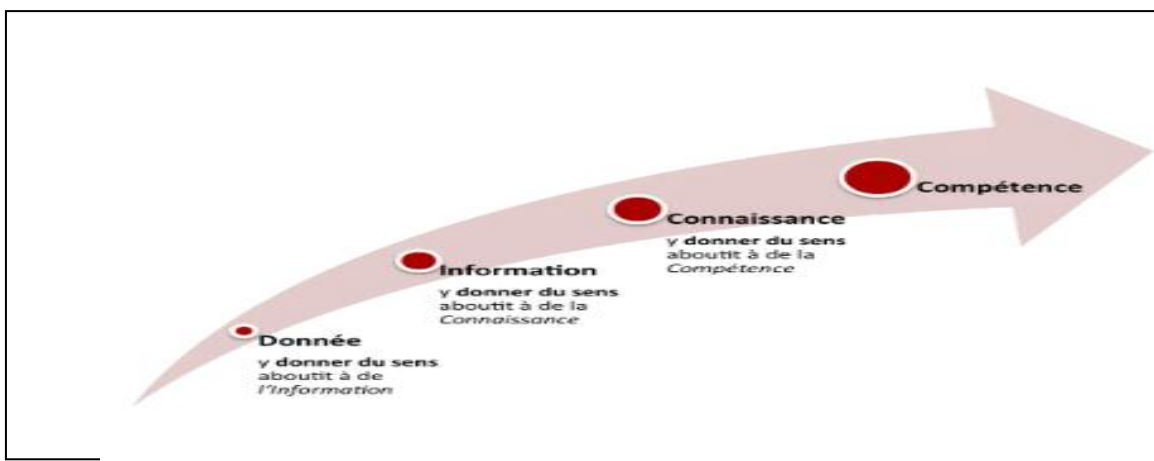 Donnée
y donner du sens
aboutit à de
l'Information
Information
y donner du sens
aboutit à de la
Connaissance
Connaissance
y donner du sens
aboutit à de la
Compétence
Compétence